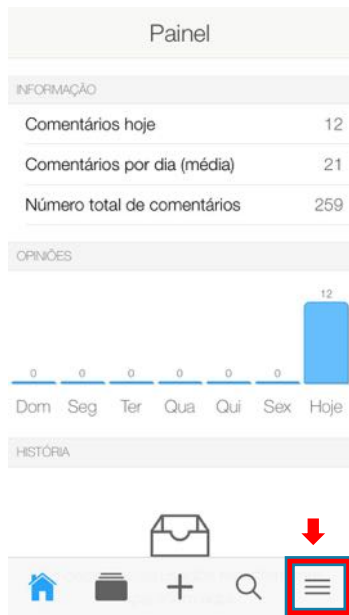 Painel
INFORMAÇÃO
Comentários hoje 12
Comentários por dia (média) 21
Número total de comentários 259
OPINIÕES
12
0 0 0 0 0 0
Dom Seg Ter Qua Qui Sex Hoje
HISTÓRIA